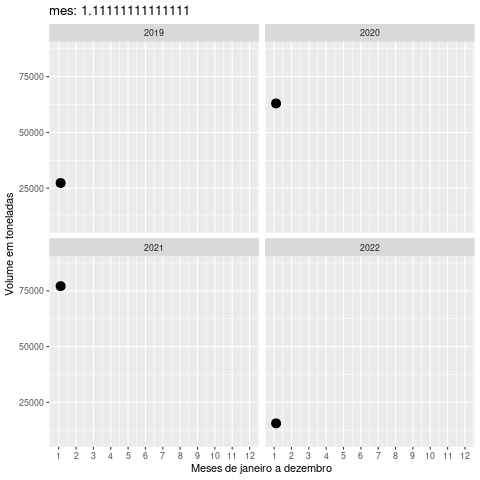 mes: 1.11111111111111
2019
2020
75000
50000
25000
2021
2022
75000
50000
25000
1 2 3 4 5 6 7 8 9 10 11 12
1 2 3 4 5 6 7 8 9 10 11 12
Meses de janeiro a dezembro
Volume em toneladas